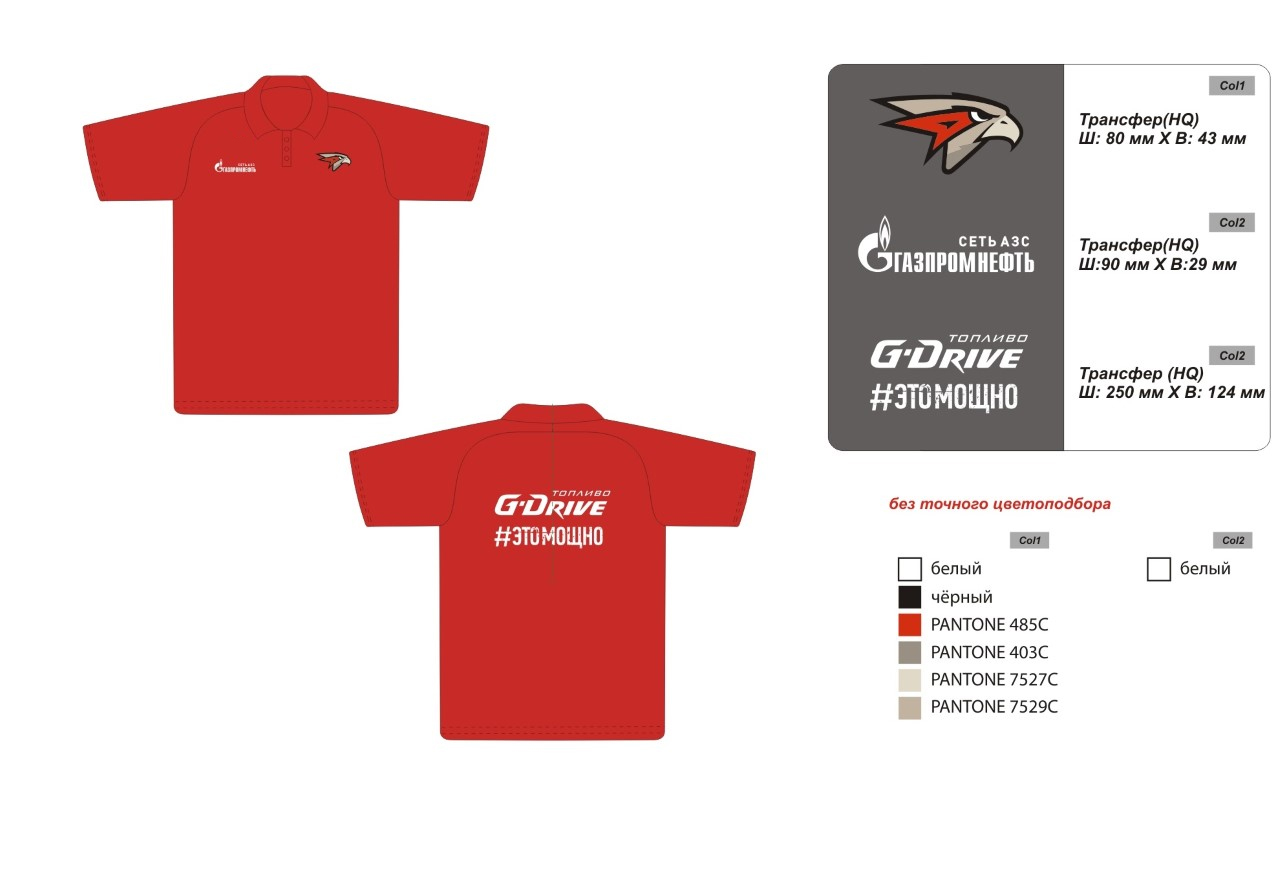 СЕТЬ АЗС
ГАЗПРОМНЕФТЬ
ТОПЛИВО
G-DRIVE
#ЭТОМОЩНО
Col1
Трансфер(HQ)
Ш: 80 мм X В: 43 мм
Col2
СЕТЬ АЗС
ГАЗПРОМНЕФТЬ
Трансфер(HQ)
Ш:90 мм X В:29 мм
Col2
ТОПЛИВО
G-DRIVE
#ЭТОМОЩНО
Трансфер (HQ)
Ш: 250 мм X В: 124 мм
без точного цветоподбора
Col1
белый
чёрный
PANTONE 485C
PANTONE 403C
PANTONE 7527C
PANTONE 7529C
Col2
белый